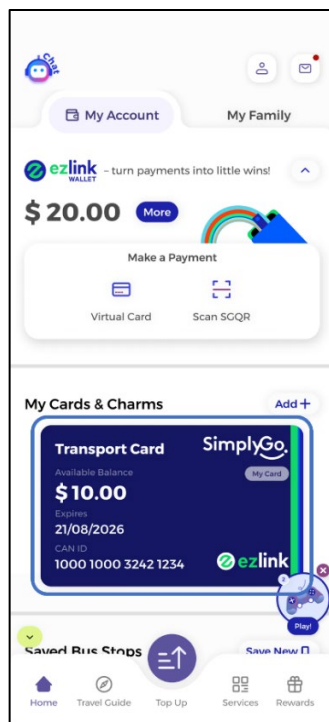 Chat
My Account
My Family
ezlink WALLET – turn payments into little wins!
$ 20.00 More
Make a Payment
Virtual Card
Scan SGQR
My Cards & Charms
Add +
Transport Card
SimplyGo.
Available Balance
My Card
$ 10.00
Expires
21/08/2026
CAN ID
1000 1000 3242 1234
ezlink
Play!
Saved Bus Stops
Save New
Home
Travel Guide
Top Up
Services
Rewards